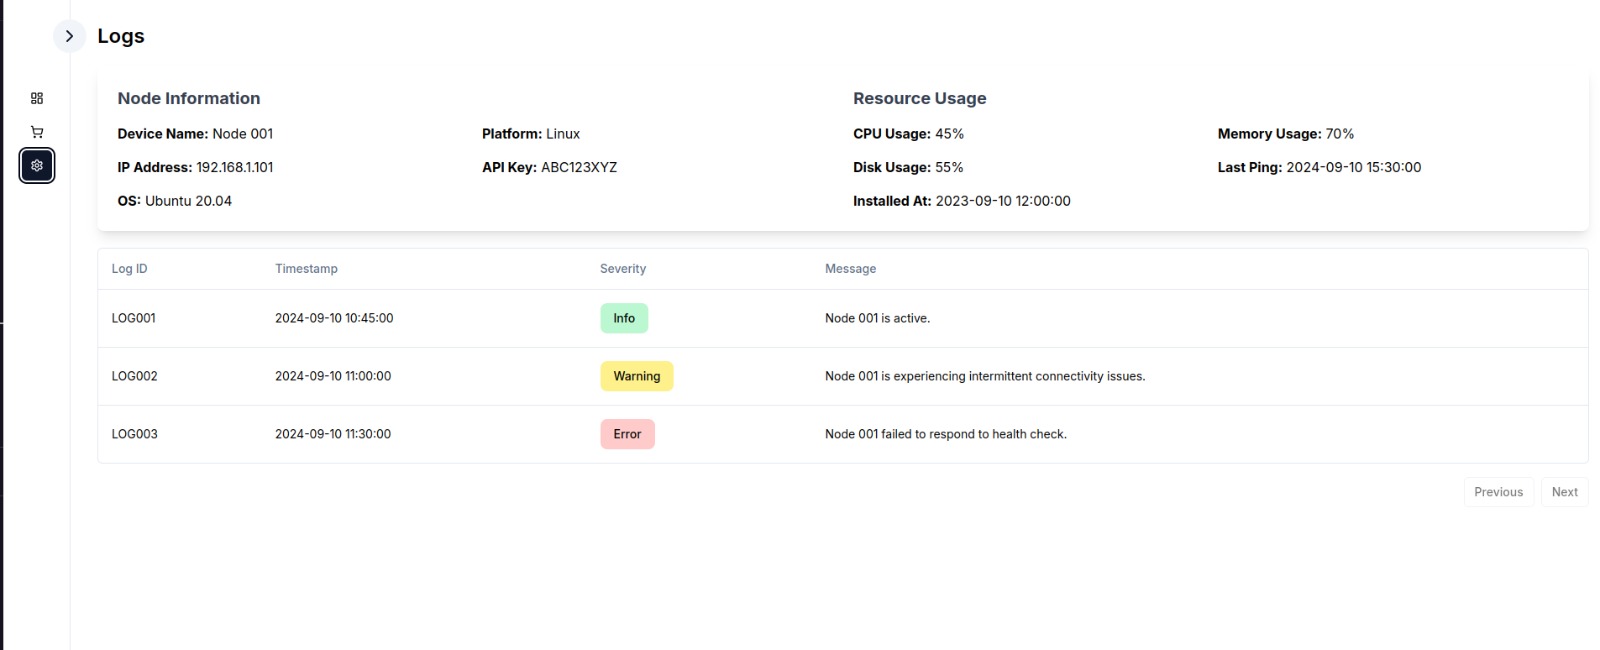 Logs
Node Information
Device Name: Node 001
Platform: Linux
IP Address: 192.168.1.101
API Key: ABC123XYZ
OS: Ubuntu 20.04
Resource Usage
CPU Usage: 45%
Memory Usage: 70%
Disk Usage: 55%
Last Ping: 2024-09-10 15:30:00
Installed At: 2023-09-10 12:00:00
Log ID Timestamp Severity Message
LOG001 2024-09-10 10:45:00 Info Node 001 is active.
LOG002 2024-09-10 11:00:00 Warning Node 001 is experiencing intermittent connectivity issues.
LOG003 2024-09-10 11:30:00 Error Node 001 failed to respond to health check.
Previous Next